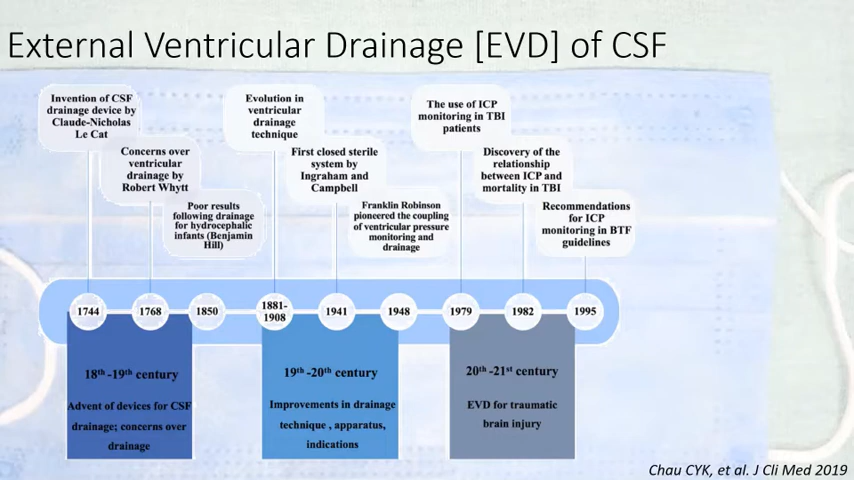 External Ventricular Drainage [EVD] of CSF
Invention of CSF
drainage device by
Claude-Nicholas
Le Cat
Concerns over
ventricular
drainage by
Robert Whytt
Poor results
following drainage
for hydrocephalic
infants (Benjamin
Hill)
Evolution in
ventricular
drainage
technique
First closed sterile
system by
Ingraham and
Campbell
Franklin Robinson
pioneered the coupling
of ventricular pressure
monitoring and
drainage
The use of ICP
monitoring in TBI
patients
Discovery of the
relationship
between ICP and
mortality in TBI
Recommendations
for ICP
monitoring in BTF
guidelines
1744
1768
1850
1881-
1908
1941
1948
1979
1982
1995
18th -19th century
Advent of devices for CSF
drainage; concerns over
drainage
19th -20th century
Improvements in drainage
technique , apparatus,
indications
20th -21st century
EVD for traumatic
brain injury
Chau CYK, et al. J Cli Med 2019